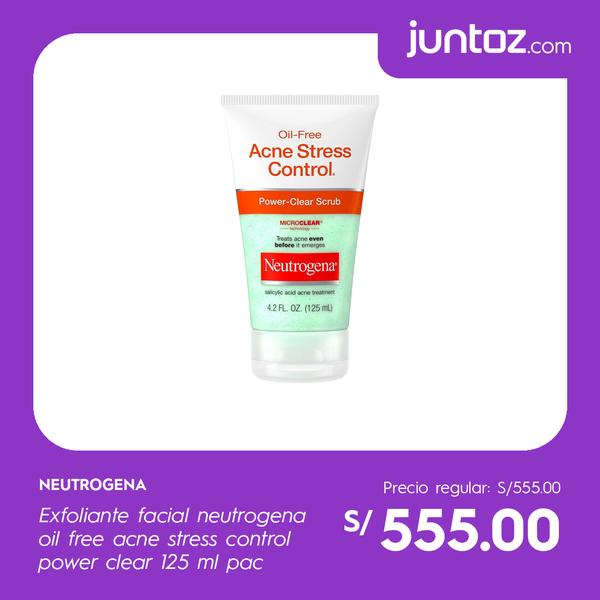 juntoz.com
Oil-Free
Acne Stress
Control®
Power-Clear Scrub
MICROCLEAR®
technology
Treats acne even
before it emerges
Neutrogena®
salicylic acid acne treatment
4.2 FL. OZ. (125 mL)
NEUTROGENA
Exfoliante facial neutrogena
oil free acne stress control
power clear 125 ml pac
Precio regular: S/555.00
S/ 555.00